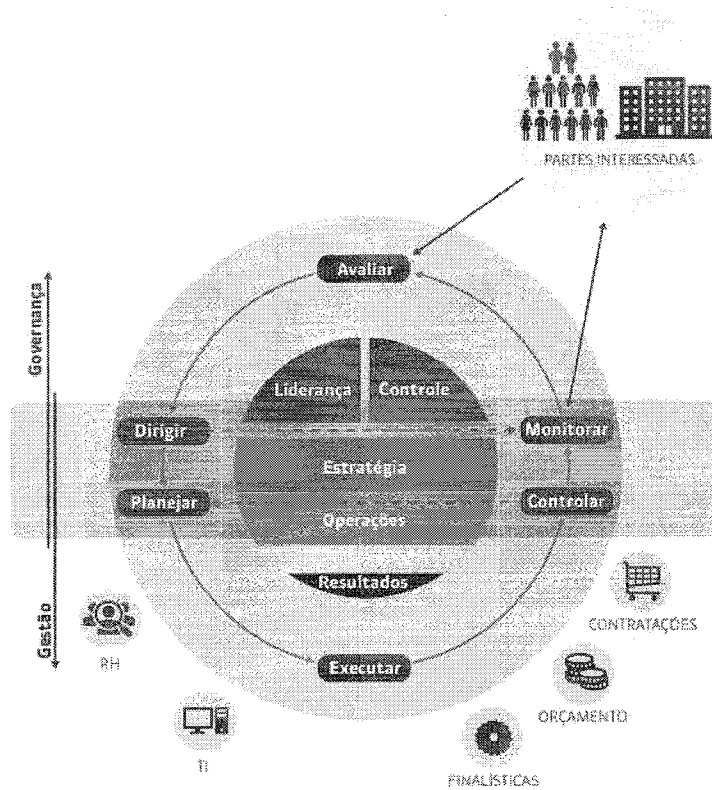 PARTES INTERESSADAS
Avaliar
Governança
Liderança
Controle
Dirigir
Monitorar
Estratégia
Planejar
Controlar
Operações
Resultados
Gestão
CONTRATAÇÕES
RH
Executar
ORÇAMENTO
TI
FINALÍSTICAS